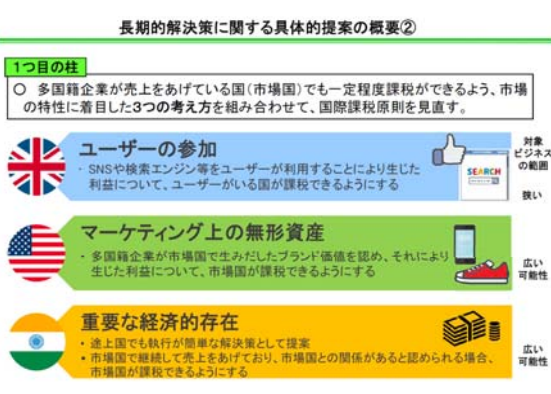 長期的解決策に関する具体的提案の概要②
1つ目の柱
○ 多国籍企業が売上をあげている国(市場国)でも一定程度課税ができるよう、市場
の特性に着目した3つの考え方を組み合わせて、国際課税原則を見直す。
対象
ビジネス
の範囲
ユーザーの参加
・ SNSや検索エンジン等をユーザーが利用することにより生じた
利益について、ユーザーがいる国が課税できるようにする
SEARCH
狭い
マーケティング上の無形資産
・ 多国籍企業が市場国で生みだしたブランド価値を認め、それにより
生じた利益について、市場国が課税できるようにする
広い
可能性
重要な経済的存在
・ 途上国でも執行が簡単な解決策として提案
・ 市場国で継続して売上をあげており、市場国との関係があると認められる場合、
市場国が課税できるようにする
広い
可能性